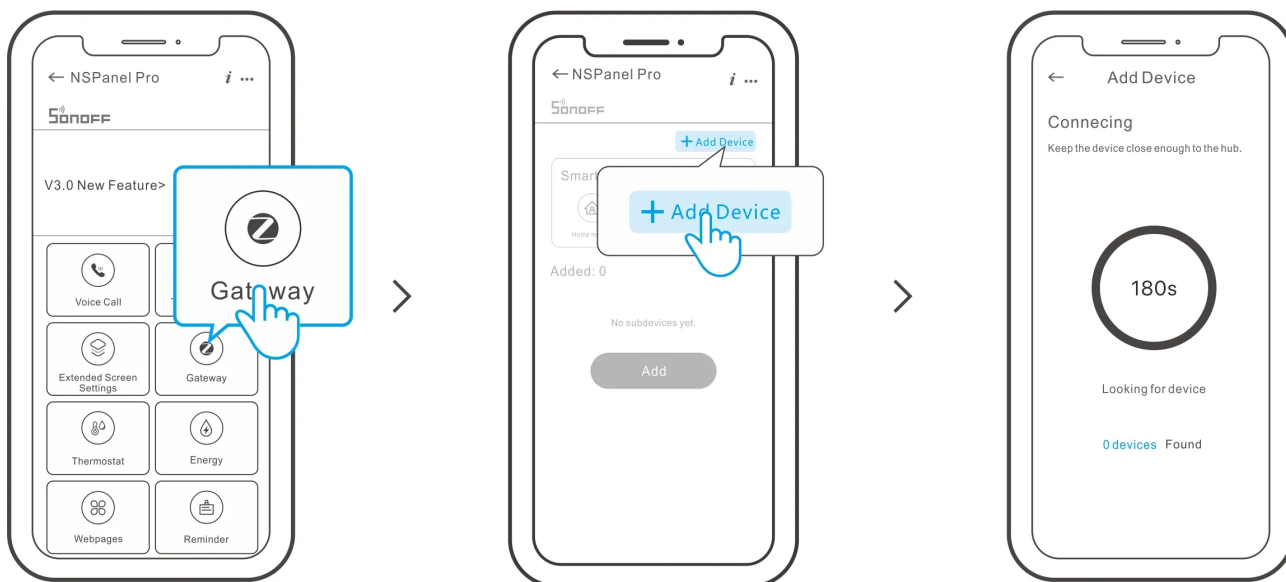 ← NSPanel Pro i ...
SONOFF
V3.0 New Feature>
Gateway
Voice Call
Extended Screen
Settings
Gateway
Thermostat
Energy
Webpages
Reminder
← NSPanel Pro i ...
SONOFF
+ Add Device
Smart
+ Add Device
Added: 0
No subdevices yet.
Add
← Add Device
Connecing
Keep the device close enough to the hub.
180s
Looking for device
0 devices Found